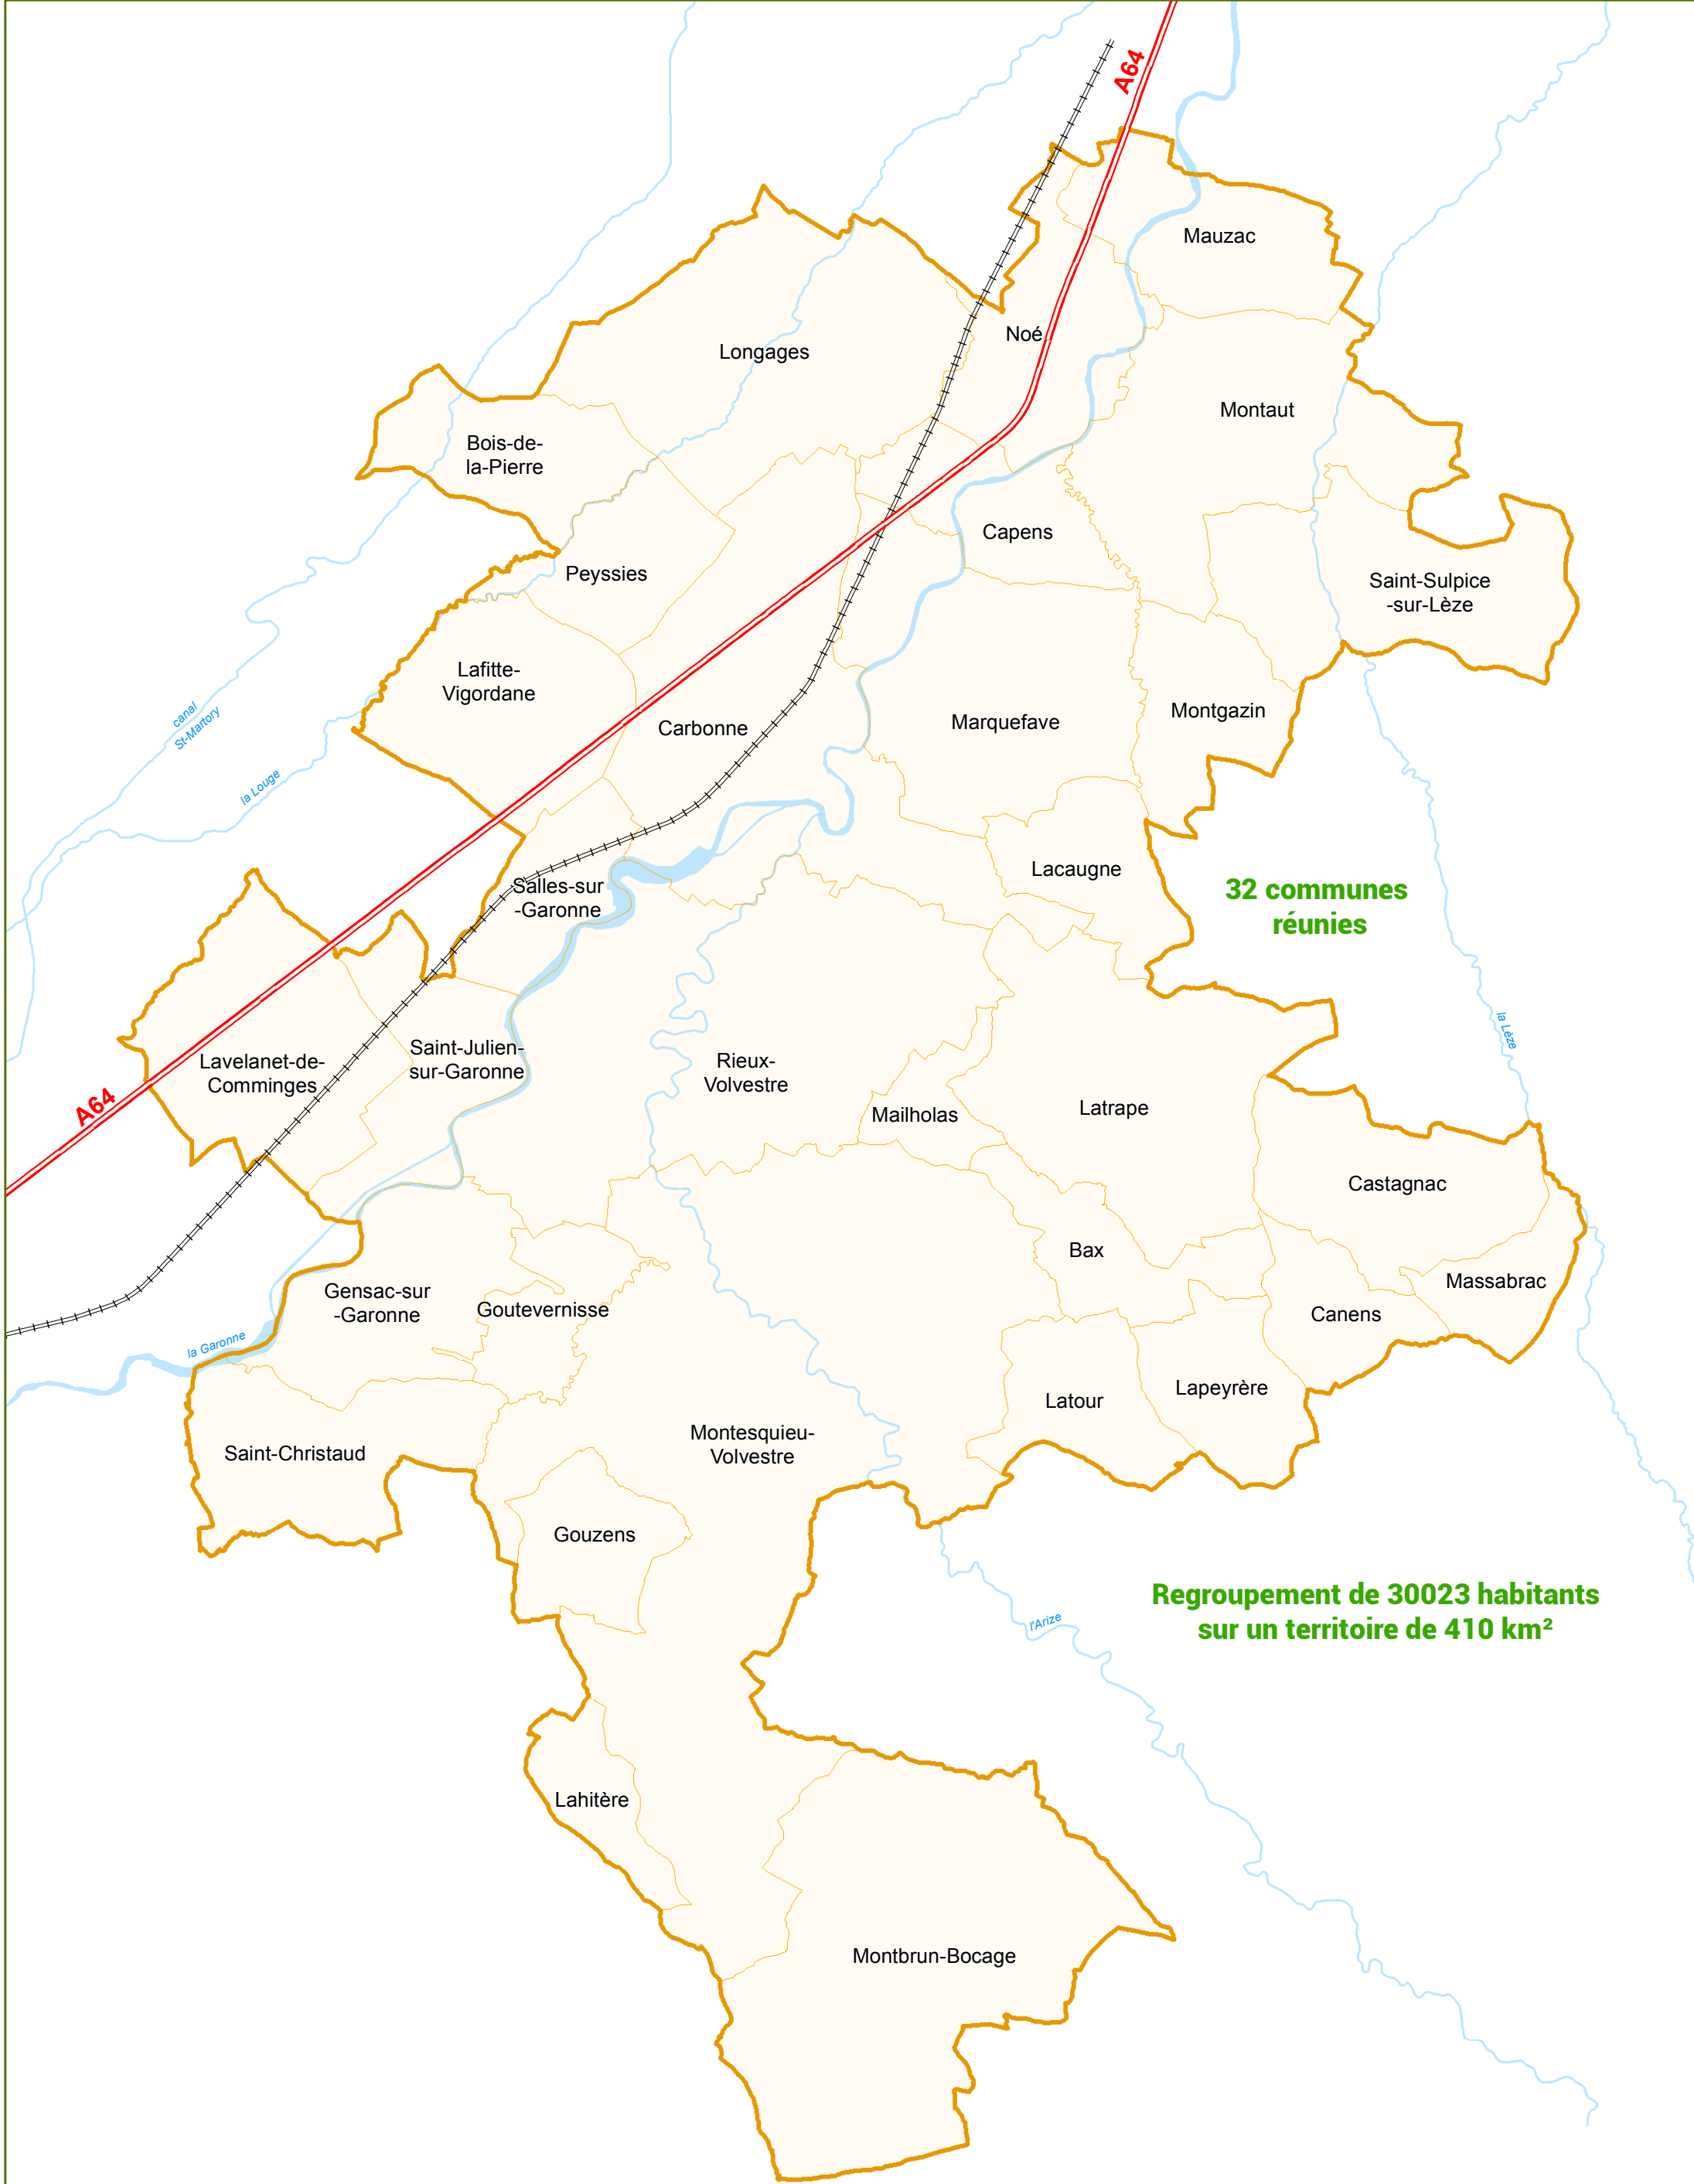 A64
Mauzac
Noé
Longages
Montaut
Bois-de-
la-Pierre
Capens
Peyssies
Saint-Sulpice
-sur-Lèze
Lafitte-
Vigordane
canal
St-Martory
Montgazin
Marquefave
Carbonne
la Louge
Lacaugne
32 communes
réunies
Salles-sur
-Garonne
la Lèze
Saint-Julien-
sur-Garonne
Lavelanet-de-
Comminges
Rieux-
Volvestre
A64
Mailholas
Latrape
Castagnac
Bax
Massabrac
Gensac-sur
-Garonne
Goutevernisse
Canens
la Garonne
Lapeyrère
Latour
Saint-Christaud
Montesquieu-
Volvestre
Gouzens
Regroupement de 30023 habitants
sur un territoire de 410 km²
l'Arize
Lahitère
Montbrun-Bocage